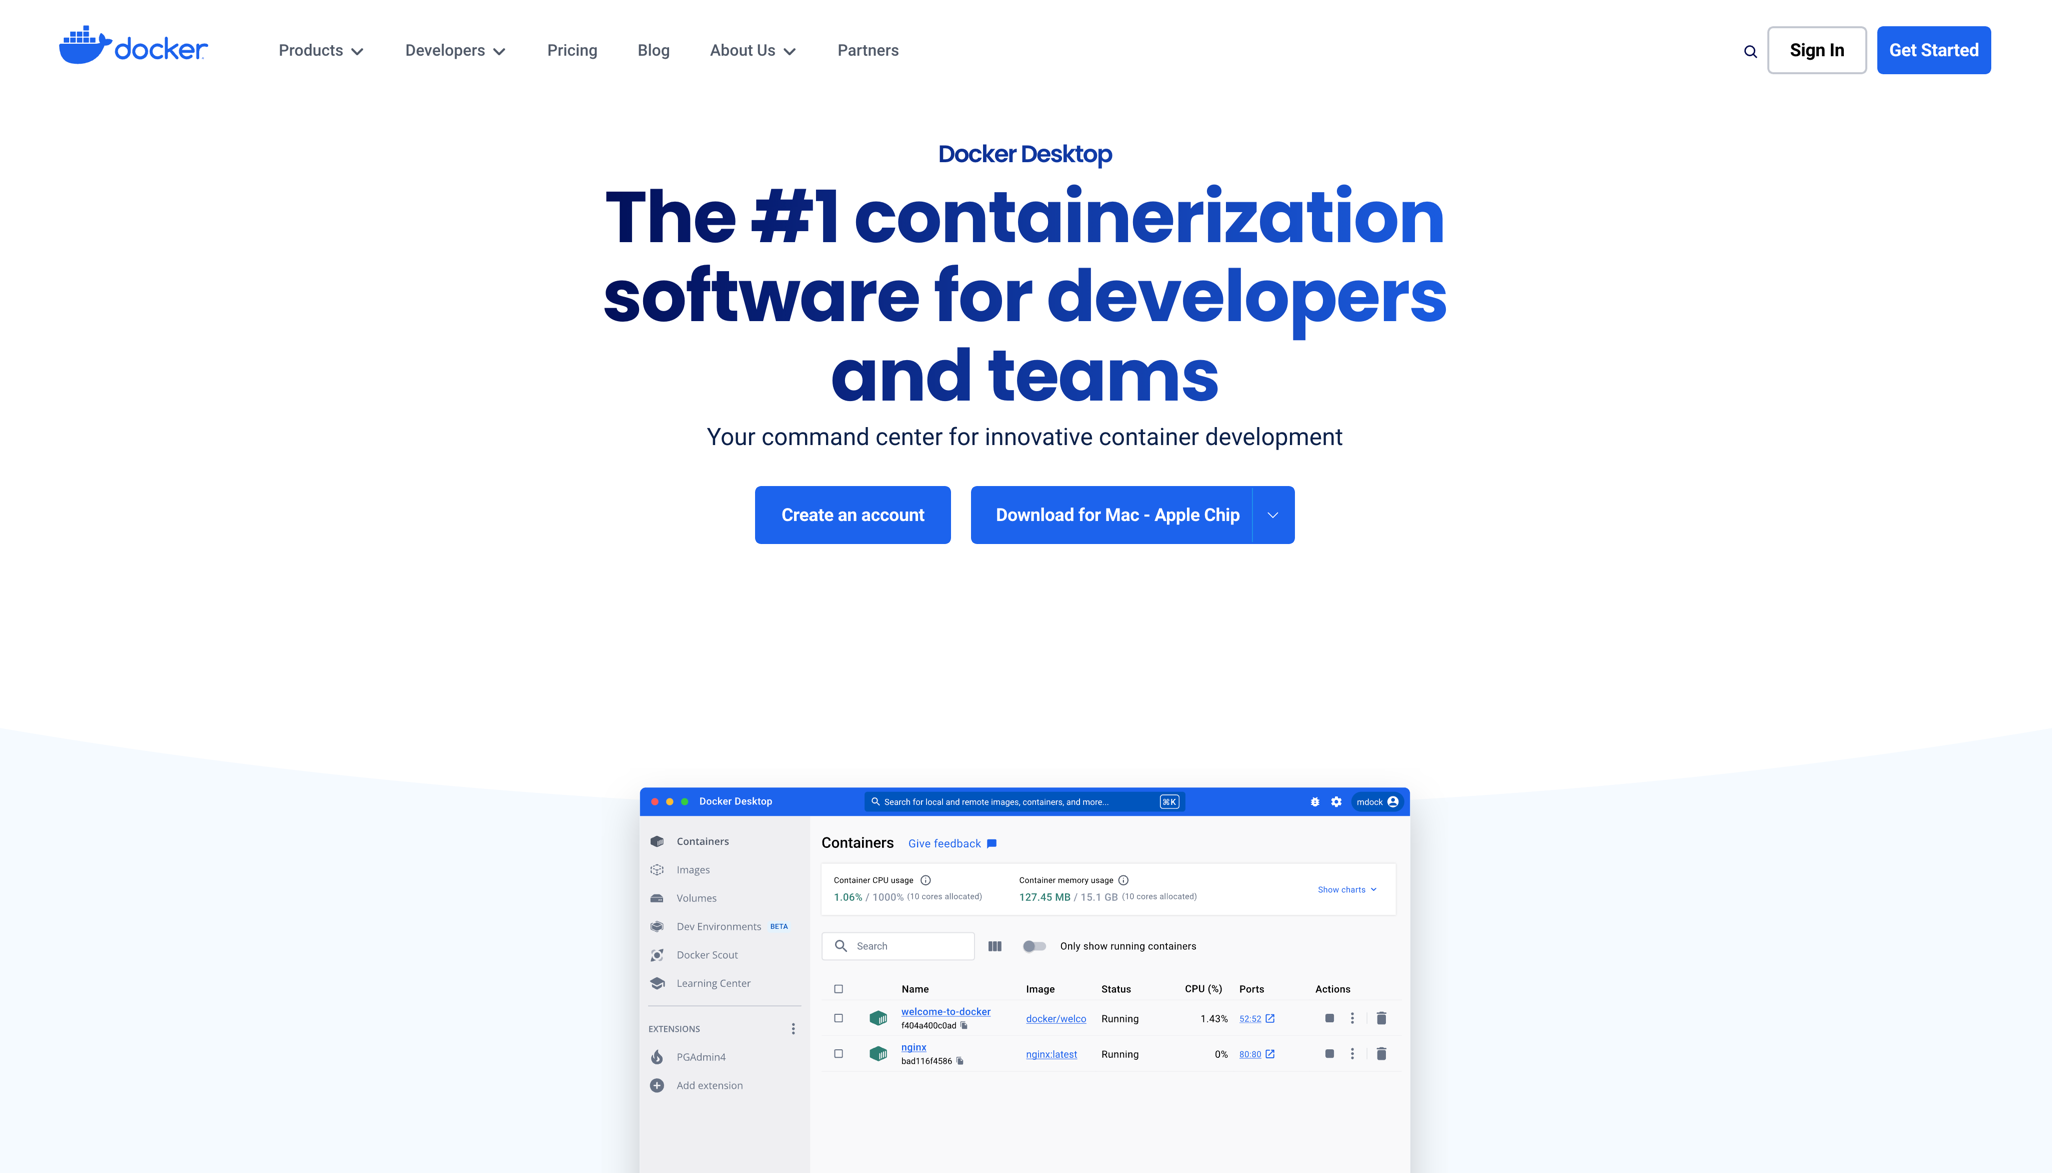 docker
Products
Developers
Pricing
Blog
About Us
Partners
Sign In
Get Started
Docker Desktop
The #1 containerization
software for developers
and teams
Your command center for innovative container development
Create an account
Download for Mac - Apple Chip
Docker Desktop
Search for local and remote images, containers, and more...
⌘K
mdock
Containers
Images
Volumes
Dev Environments BETA
Docker Scout
Learning Center
EXTENSIONS
PGAdmin4
Add extension
Containers
Give feedback
Container CPU usage
1.06% / 1000% (10 cores allocated)
Container memory usage
127.45 MB / 15.1 GB (10 cores allocated)
Show charts
Search
Only show running containers
Name Image Status CPU (%) Ports Actions
welcome-to-docker docker/welco Running 1.43% 52:52
f404a400c0ad
nginx nginx:latest Running 0% 80:80
bad116f4586